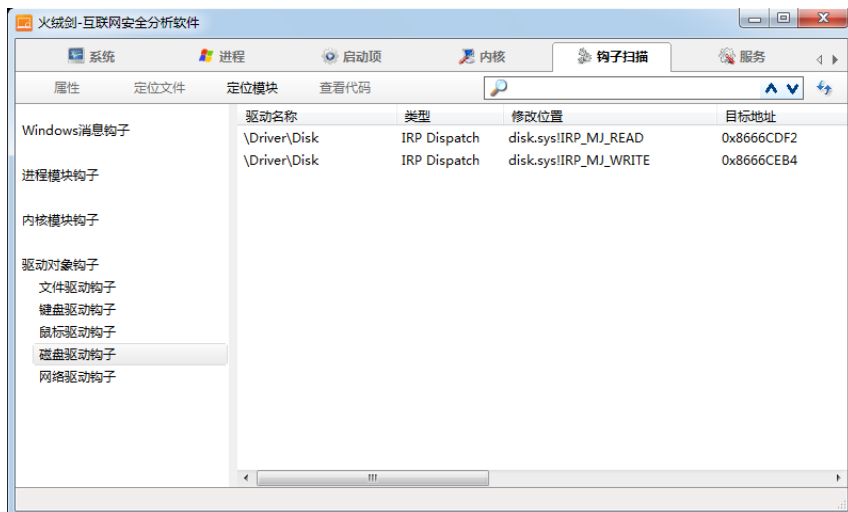 火绒剑-互联网安全分析软件
系统 进程 启动项 内核 钩子扫描 服务
属性 定位文件 定位模块 查看代码
驱动名称 类型 修改位置 目标地址
Windows消息钩子
\Driver\Disk IRP Dispatch disk.sys!IRP_MJ_READ 0x8666CDF2
\Driver\Disk IRP Dispatch disk.sys!IRP_MJ_WRITE 0x8666CEB4
进程模块钩子
内核模块钩子
驱动对象钩子
文件驱动钩子
键盘驱动钩子
鼠标驱动钩子
磁盘驱动钩子
网络驱动钩子